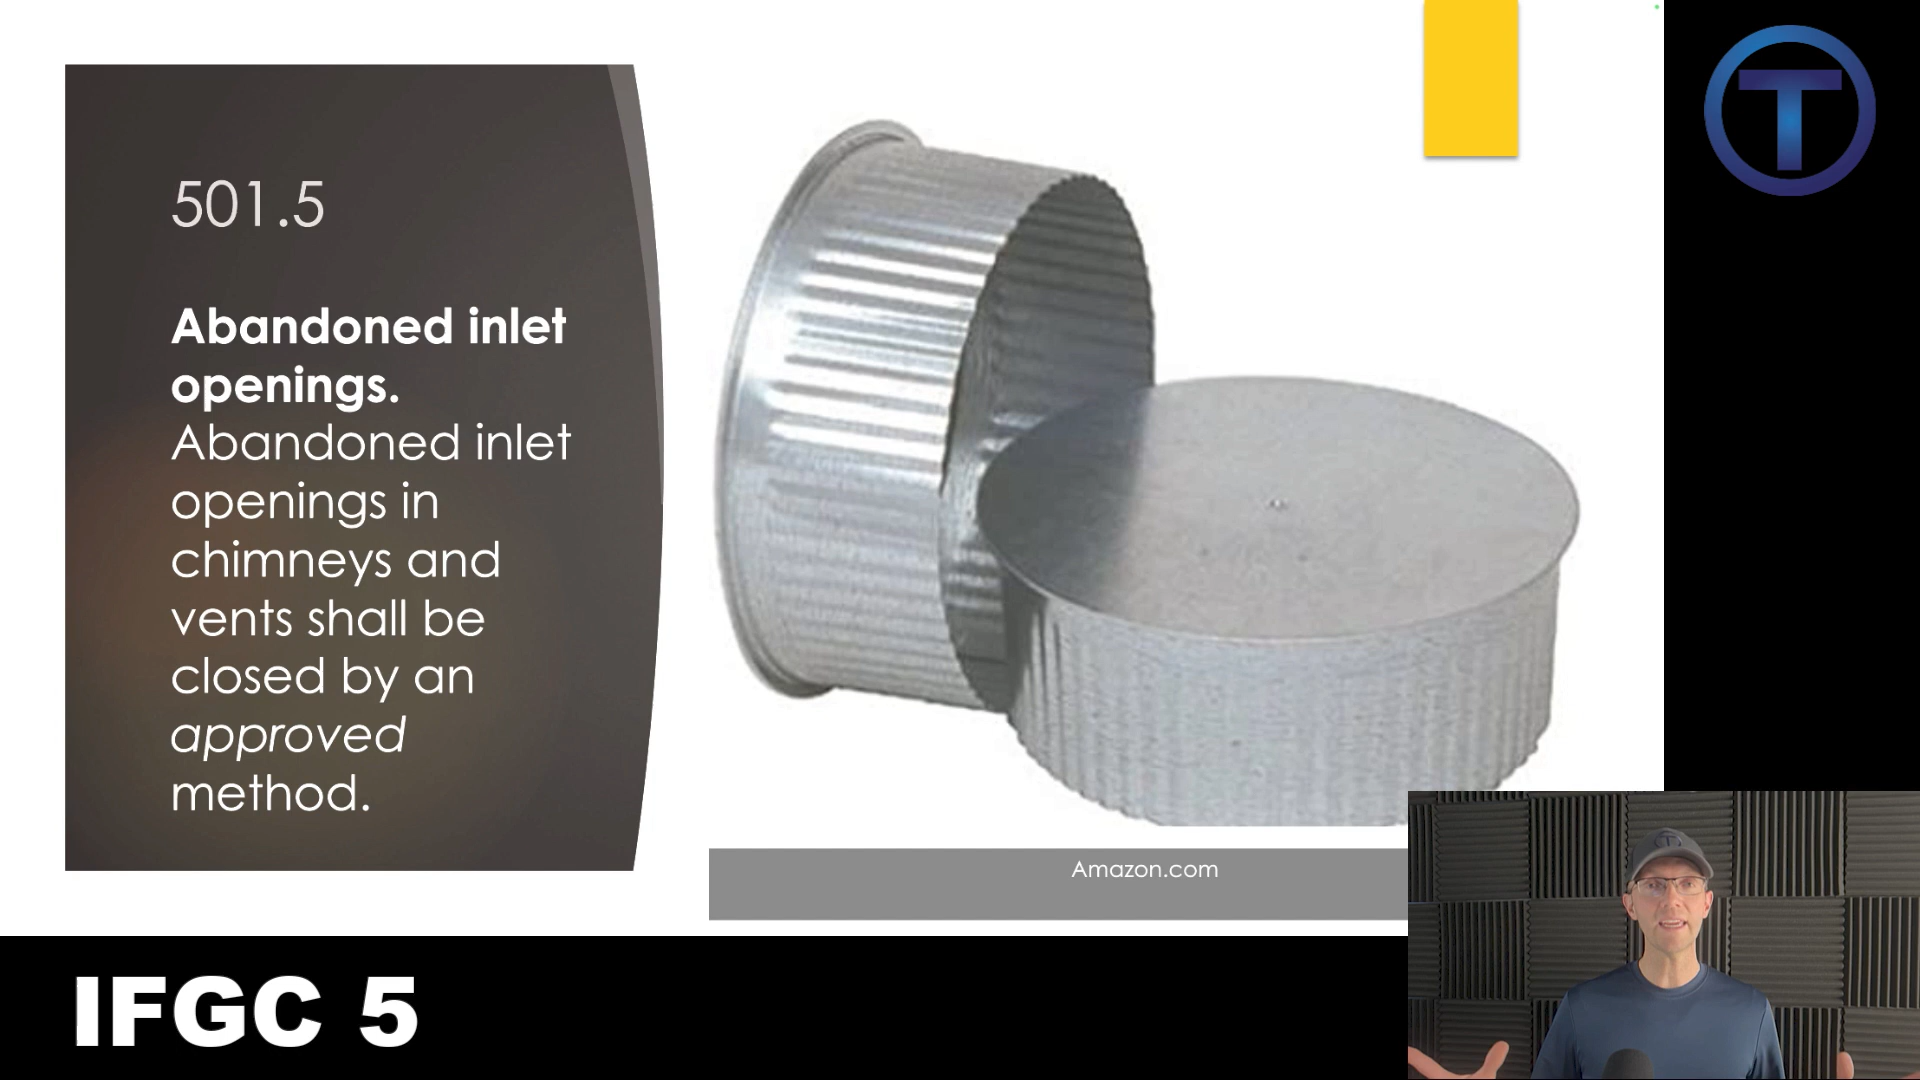 501.5
Abandoned inlet
openings.
Abandoned inlet
openings in
chimneys and
vents shall be
closed by an
approved
method.
Amazon.com
IFGC 5
T